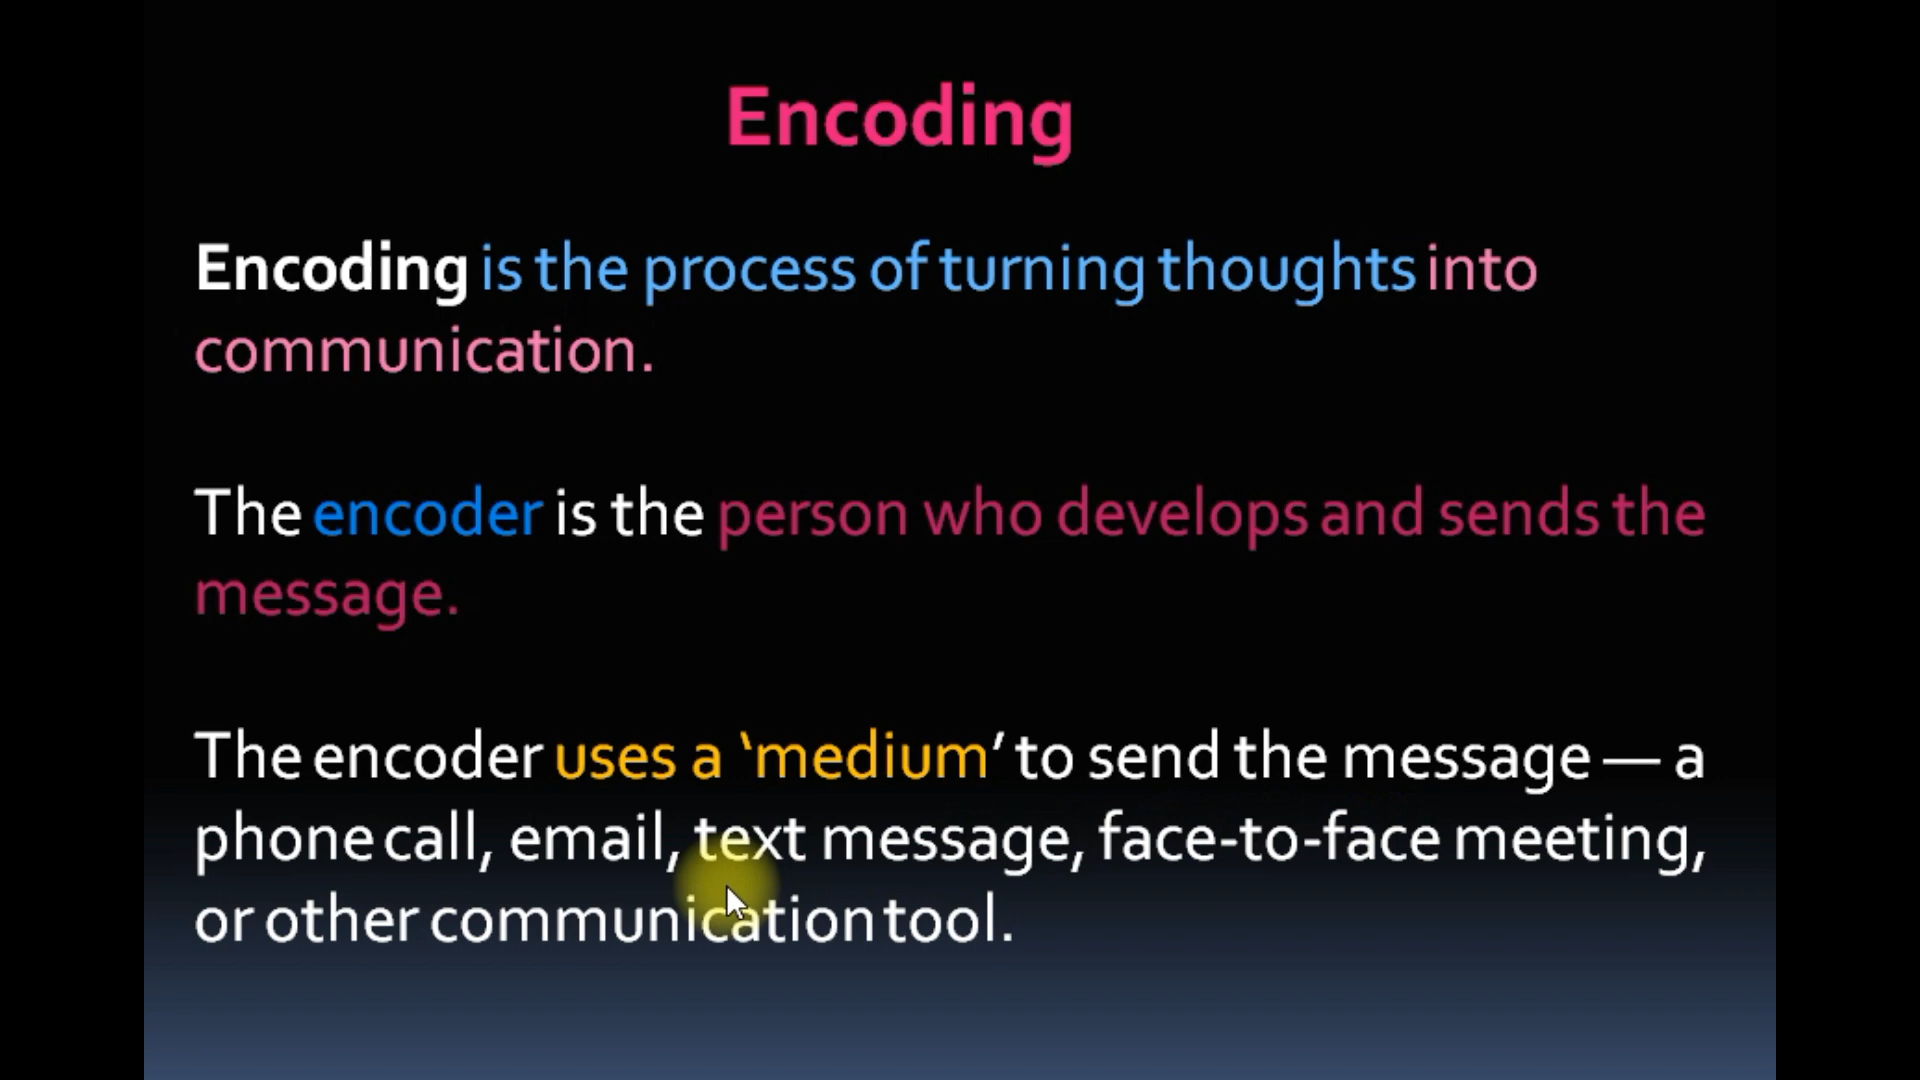 Encoding
Encoding is the process of turning thoughts into
communication.
The encoder is the person who develops and sends the
message.
The encoder uses a ‘medium’ to send the message — a
phone call, email, text message, face-to-face meeting,
or other communication tool.